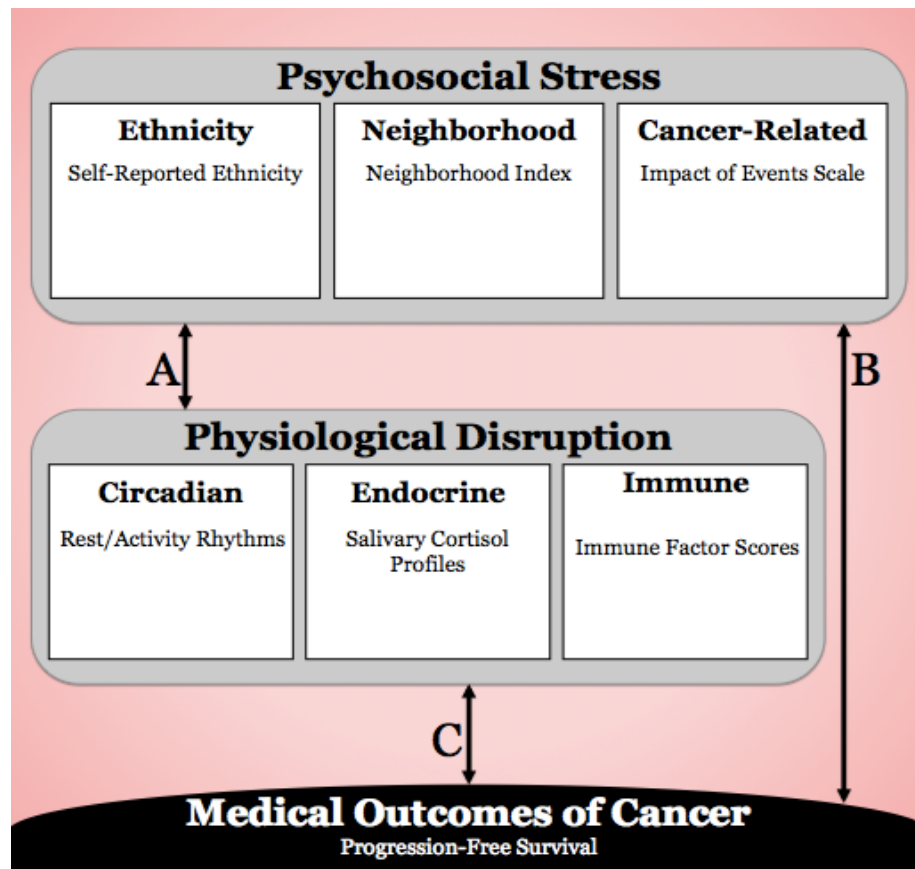 Psychosocial Stress
Ethnicity
Self-Reported Ethnicity
Neighborhood
Neighborhood Index
Cancer-Related
Impact of Events Scale
A
B
Physiological Disruption
Circadian
Rest/Activity Rhythms
Endocrine
Salivary Cortisol
Profiles
Immune
Immune Factor Scores
C
Medical Outcomes of Cancer
Progression-Free Survival